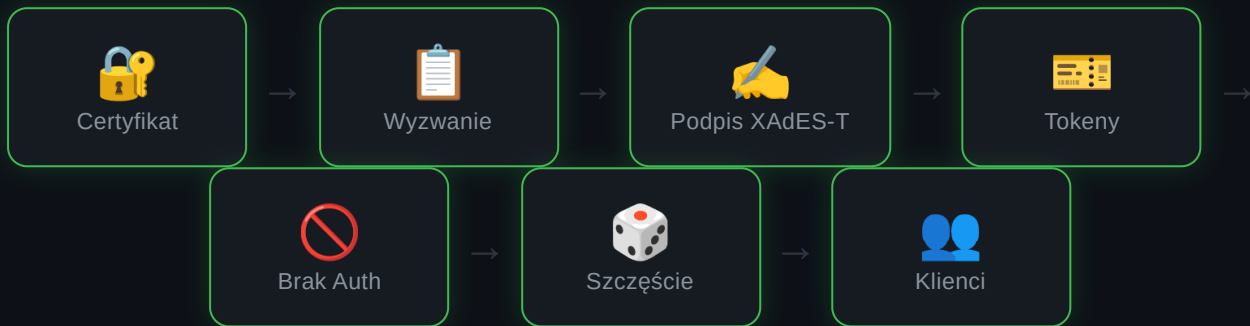 Certyfikat → Wyzwanie → Podpis XAdES-T → Tokeny →
Brak Auth → Szczęście → Klienci